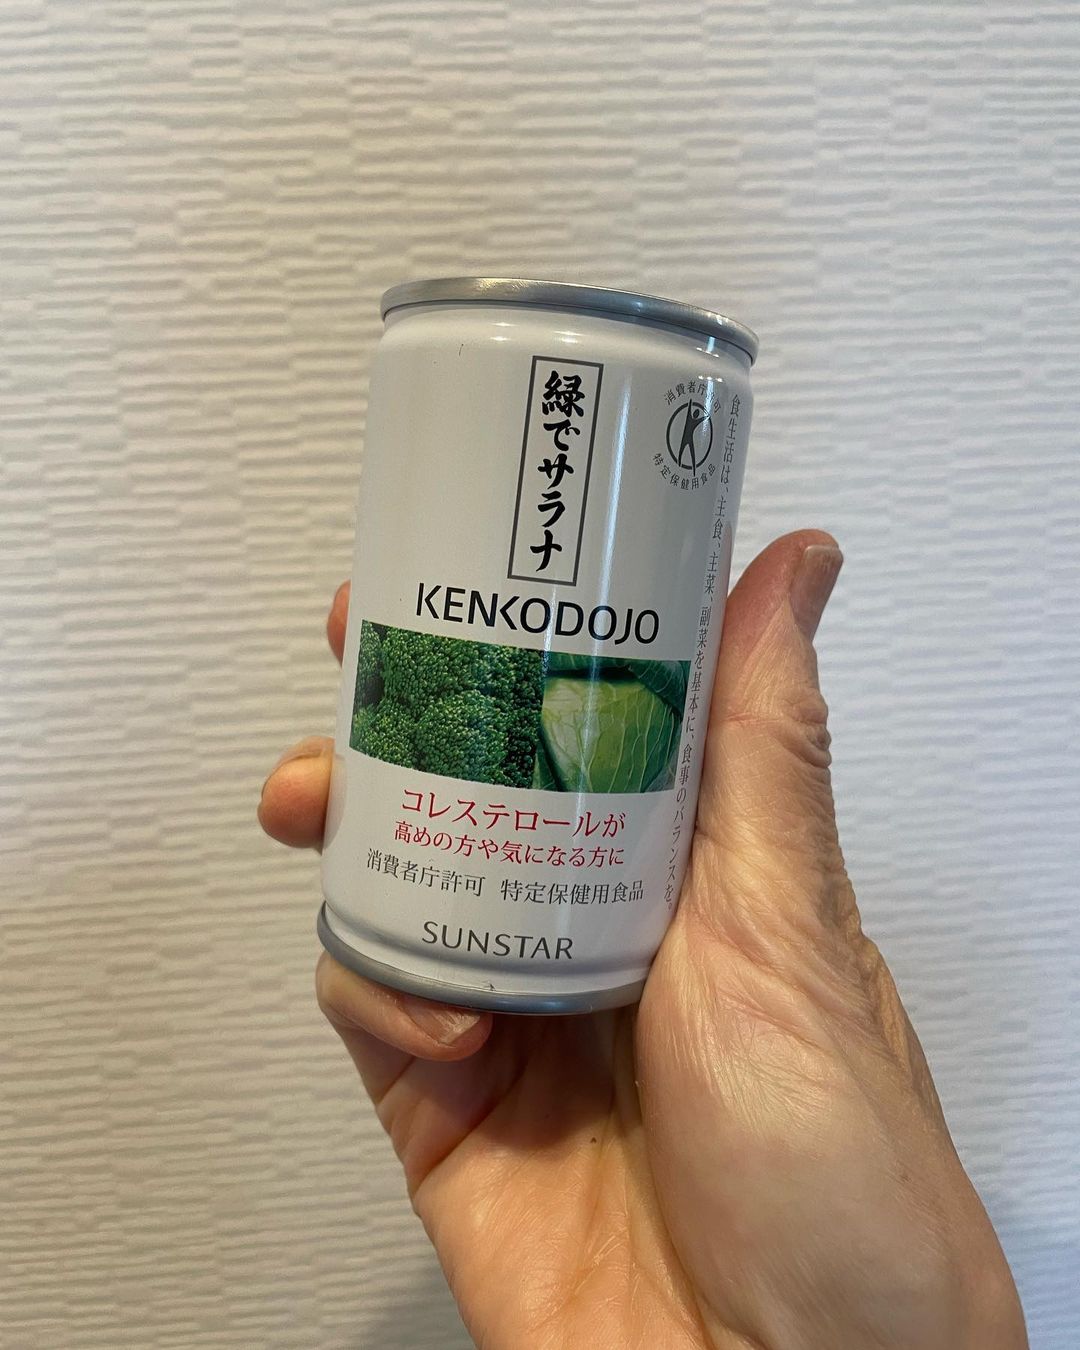 緑でサラナ
消費者庁許可
特定保健用食品
食生活は、主食、主菜、副菜を基本に、食事のバランスを。
KENKODOJO
コレステロールが
高めの方や気になる方に
消費者庁許可 特定保健用食品
SUNSTAR